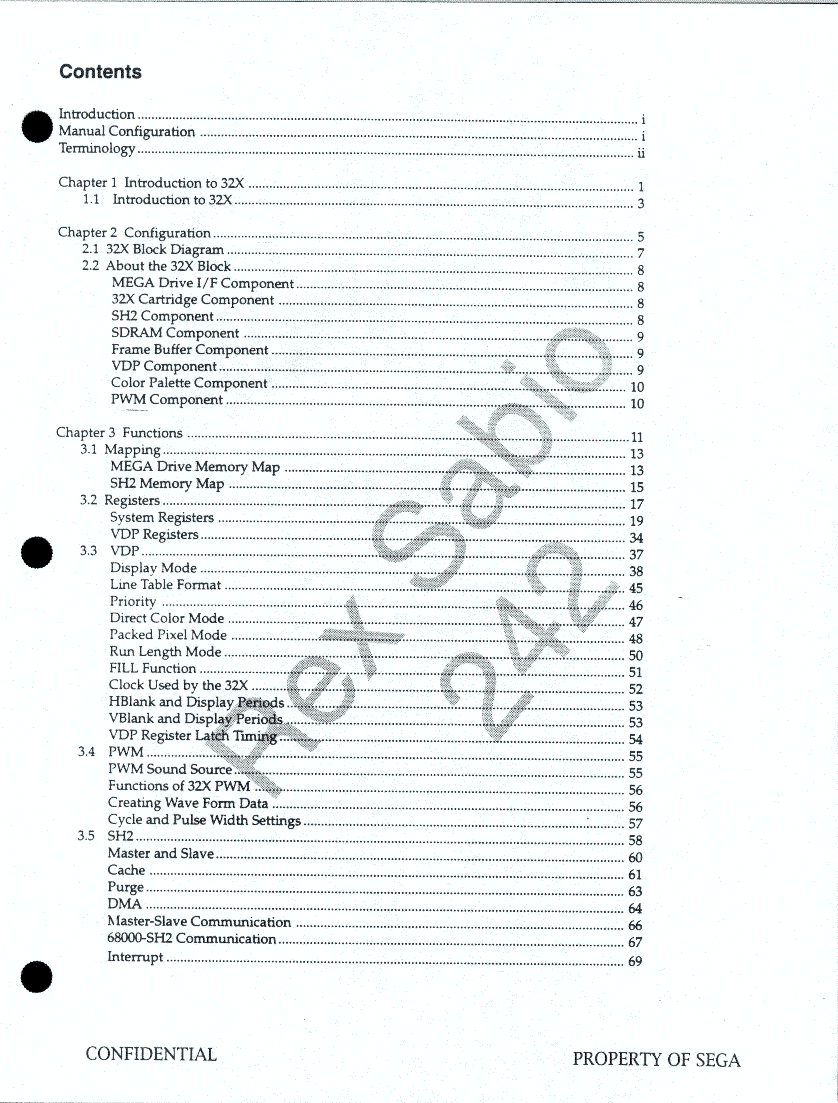 Contents
Introduction ........ i
Manual Configuration ........ i
Terminology ........ ii
Chapter 1 Introduction to 32X ........ 1
1.1 Introduction to 32X ........ 3
Chapter 2 Configuration ........ 5
2.1 32X Block Diagram ........ 7
2.2 About the 32X Block ........ 8
MEGA Drive I/F Component ........ 8
32X Cartridge Component ........ 8
SH2 Component ........ 8
SDRAM Component ........ 9
Frame Buffer Component ........ 9
VDP Component ........ 9
Color Palette Component ........ 10
PWM Component ........ 10
Chapter 3 Functions ........ 11
3.1 Mapping ........ 13
MEGA Drive Memory Map ........ 13
SH2 Memory Map ........ 15
3.2 Registers ........ 17
System Registers ........ 19
VDP Registers ........ 34
3.3 VDP ........ 37
Display Mode ........ 38
Line Table Format ........ 45
Priority ........ 46
Direct Color Mode ........ 47
Packed Pixel Mode ........ 48
Run Length Mode ........ 50
FILL Function ........ 51
Clock Used by the 32X ........ 52
HBlank and Display Periods ........ 53
VBlank and Display Periods ........ 53
VDP Register Latch Timing ........ 54
3.4 PWM ........ 55
PWM Sound Source ........ 55
Functions of 32X PWM ........ 56
Creating Wave Form Data ........ 56
Cycle and Pulse Width Settings ........ 57
3.5 SH2 ........ 58
Master and Slave ........ 60
Cache ........ 61
Purge ........ 63
DMA ........ 64
Master-Slave Communication ........ 66
68000-SH2 Communication ........ 67
Interrupt ........ 69
Rex Sabio
242
CONFIDENTIAL
PROPERTY OF SEGA